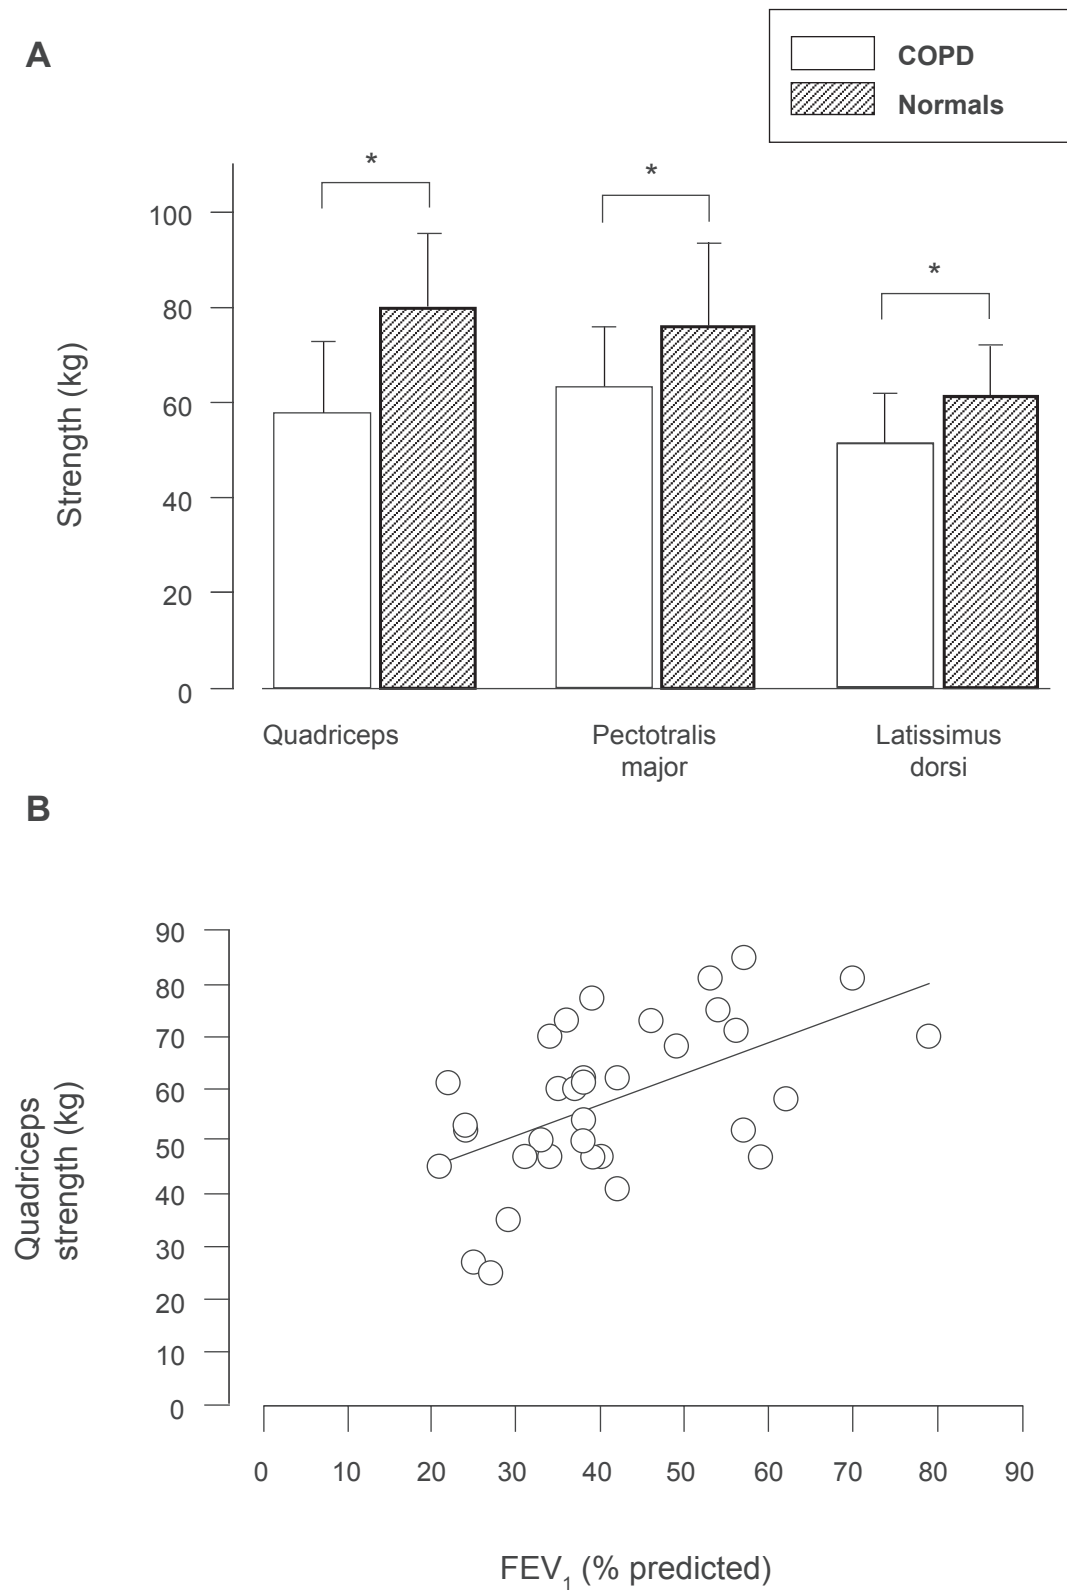 A
COPD
Normals
*
*
*
100
80
60
40
20
0
Strength (kg)
Quadriceps
Pectotralis
major
Latissimus
dorsi
B
90
80
70
60
50
40
30
20
10
0
Quadriceps
strength (kg)
0 10 20 30 40 50 60 70 80 90
FEV1 (% predicted)